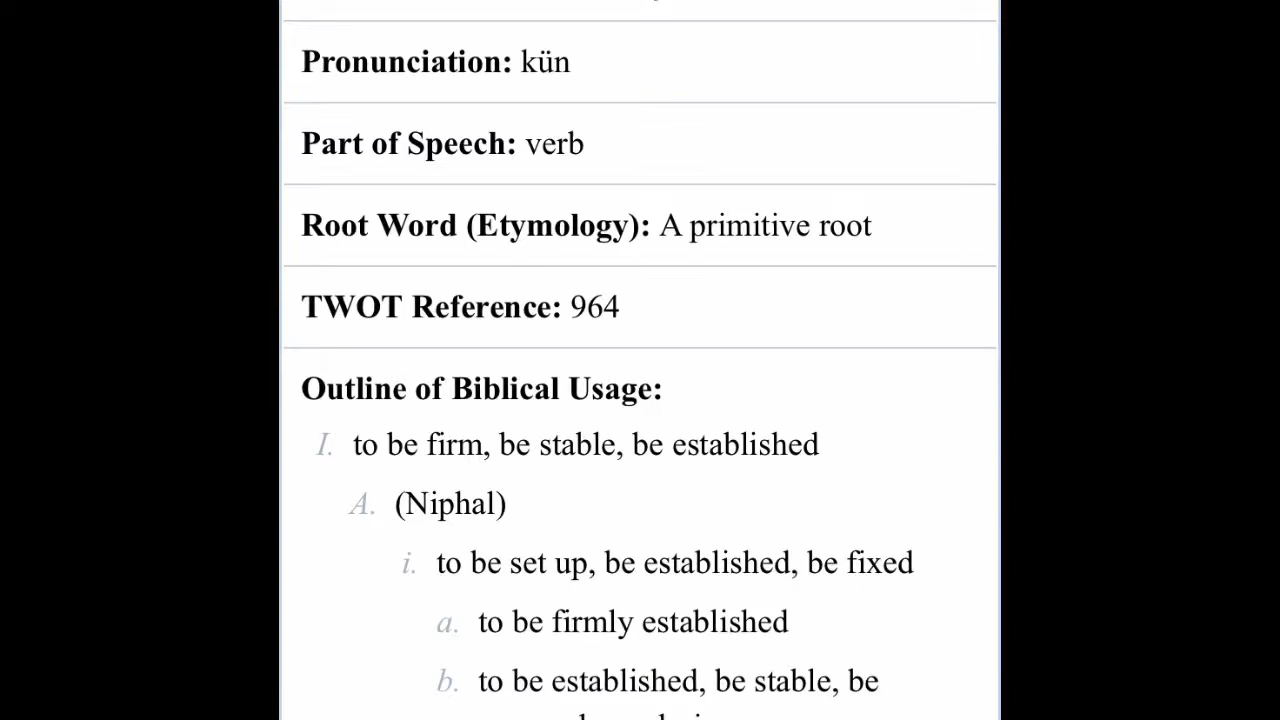 Pronunciation: kün
Part of Speech: verb
Root Word (Etymology): A primitive root
TWOT Reference: 964
Outline of Biblical Usage:
I. to be firm, be stable, be established
A. (Niphal)
i. to be set up, be established, be fixed
a. to be firmly established
b. to be established, be stable, be